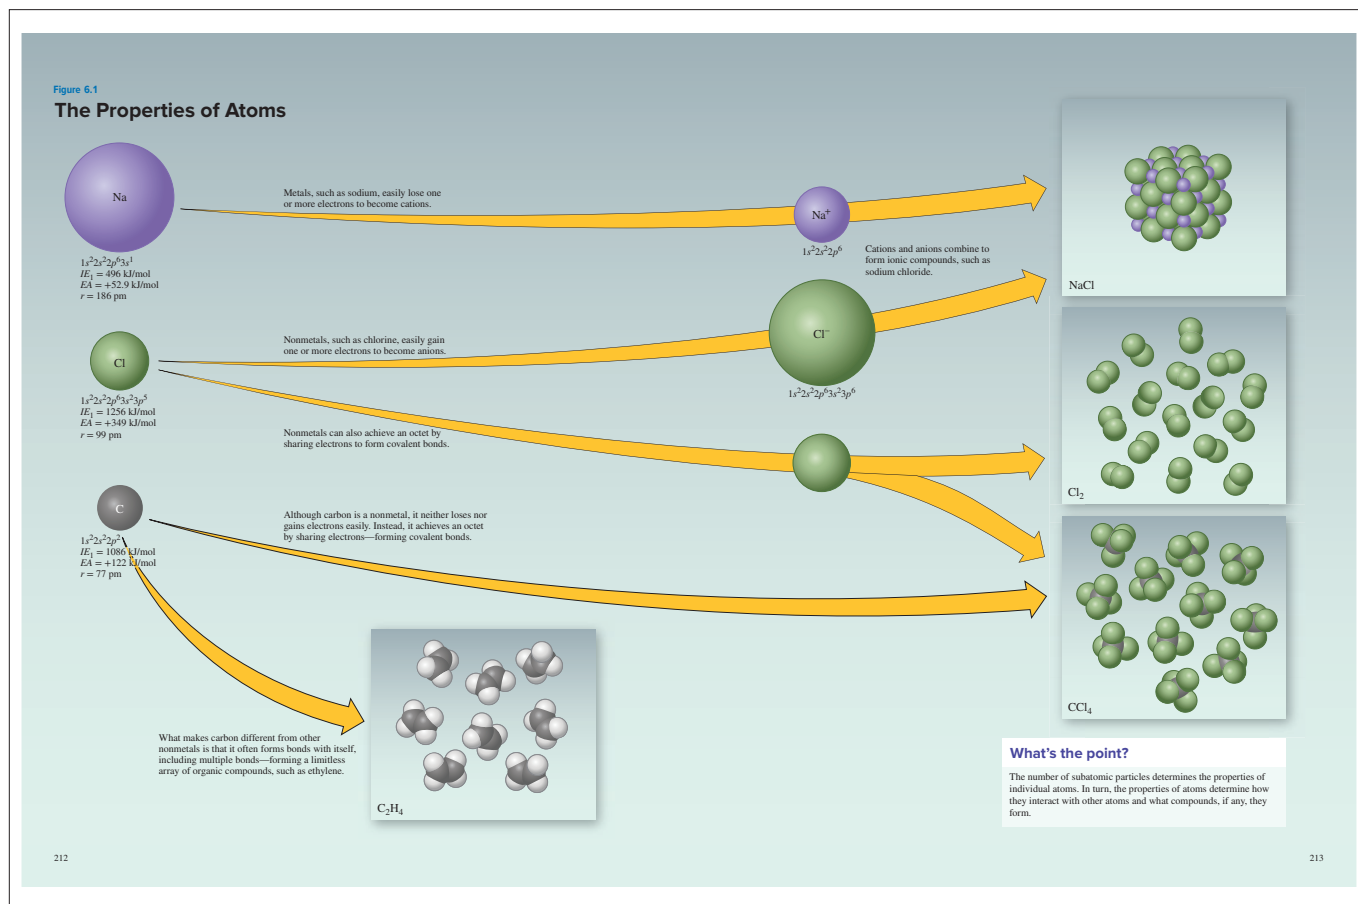 Figure 6.1
The Properties of Atoms
Na
1s²2s²2p⁶3s¹
IE₁ = 496 kJ/mol
EA = +52.9 kJ/mol
r = 186 pm
Metals, such as sodium, easily lose one
or more electrons to become cations.
Na⁺
1s²2s²2p⁶
Cations and anions combine to
form ionic compounds, such as
sodium chloride.
NaCl
Cl
1s²2s²2p⁶3s²3p⁵
IE₁ = 1256 kJ/mol
EA = +349 kJ/mol
r = 99 pm
Nonmetals, such as chlorine, easily gain
one or more electrons to become anions.
Cl⁻
1s²2s²2p⁶3s²3p⁶
Nonmetals can also achieve an octet by
sharing electrons to form covalent bonds.
Cl₂
C
1s²2s²2p²
IE₁ = 1086 kJ/mol
EA = +122 kJ/mol
r = 77 pm
Although carbon is a nonmetal, it neither loses nor
gains electrons easily. Instead, it achieves an octet
by sharing electrons—forming covalent bonds.
CCl₄
What makes carbon different from other
nonmetals is that it often forms bonds with itself,
including multiple bonds—forming a limitless
array of organic compounds, such as ethylene.
C₂H₄
What's the point?
The number of subatomic particles determines the properties of
individual atoms. In turn, the properties of atoms determine how
they interact with other atoms and what compounds, if any, they
form.
212
213